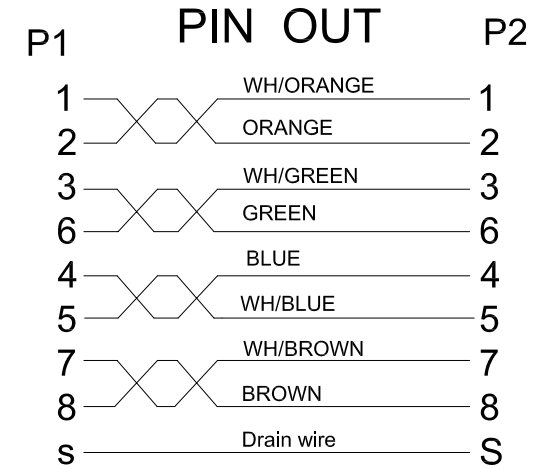 PIN OUT
P1 P2
1 WH/ORANGE 1
2 ORANGE 2
3 WH/GREEN 3
6 GREEN 6
4 BLUE 4
5 WH/BLUE 5
7 WH/BROWN 7
8 BROWN 8
s Drain wire S